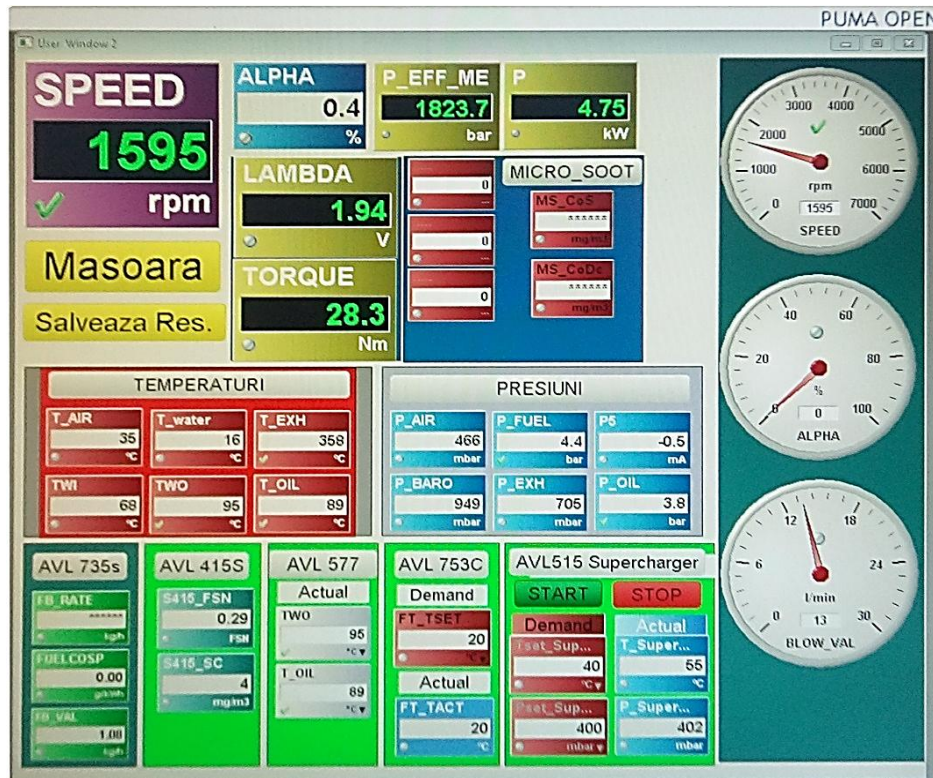 PUMA OPEN
User Window 2
SPEED
1595
rpm
ALPHA
0.4
%
P_EFF_ME
1823.7
bar
P
4.75
kW
LAMBDA
1.94
V
TORQUE
28.3
Nm
0
...
0
...
0
...
MICRO_SOOT
MS_CoS
******
mg/m3
MS_CoDc
******
mg/m3
Masoara
Salveaza Res.
TEMPERATURI
T_AIR
35
°C
T_water
16
°C
T_EXH
358
°C
TWI
68
°C
TWO
95
°C
T_OIL
89
°C
PRESIUNI
P_AIR
466
mbar
P_FUEL
4.4
bar
P5
-0.5
mA
P_BARO
949
mbar
P_EXH
705
mbar
P_OIL
3.8
bar
AVL 735s
FB_RATE
******
kg/h
FUELCOSP
0.00
g/kWh
FB_VAL
1.08
kg/h
AVL 415S
S415_FSN
0.29
FSN
S415_SC
4
mg/m3
AVL 577
Actual
TWO
95
°C
T_OIL
89
°C
AVL 753C
Demand
FT_TSET
20
°C
Actual
FT_TACT
20
°C
AVL515 Supercharger
START
STOP
Demand
Tset_Sup...
40
°C
Pset_Sup...
400
mbar
Actual
T_Super...
55
°C
P_Super...
402
mbar
0
1000
2000
3000
4000
5000
6000
7000
rpm
1595
SPEED
0
20
40
60
80
100
%
0
ALPHA
0
6
12
18
24
30
l/min
13
BLOW_VAL